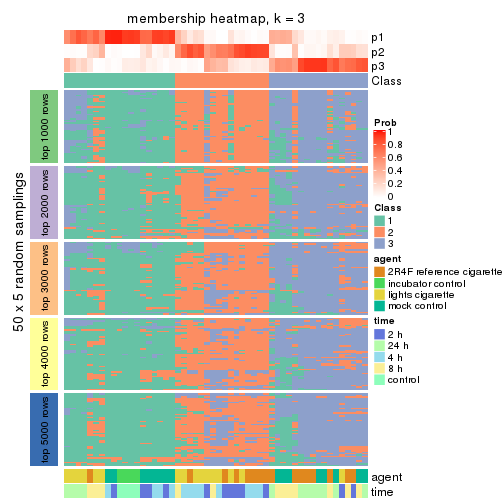 membership heatmap, k = 3
p1
p2
p3
Class
50 x 5 random samplings
top 1000 rows
top 2000 rows
top 3000 rows
top 4000 rows
top 5000 rows
Prob
1
0.8
0.6
0.4
0.2
0
Class
1
2
3
agent
2R4F reference cigarette
incubator control
lights cigarette
mock control
time
2 h
24 h
4 h
8 h
control
agent
time